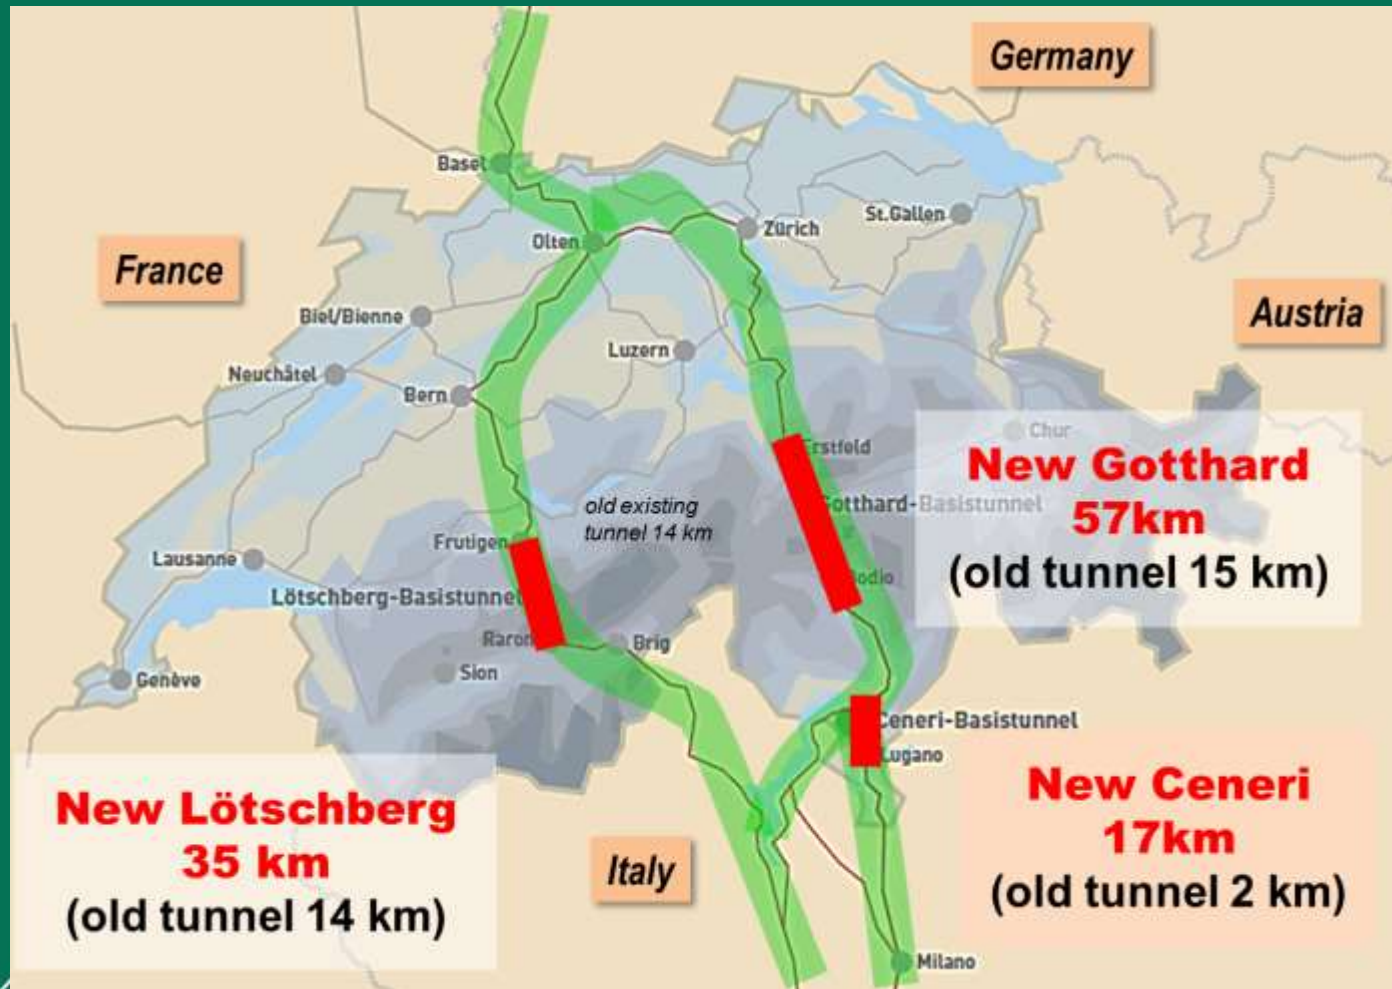 Germany
Basel
St.Gallen
Zürich
Olten
France
Austria
Biel/Bienne
Luzern
Neuchâtel
Bern
Chur
Erstfeld
New Gotthard
57km
(old tunnel 15 km)
Gotthard-Basistunnel
old existing
tunnel 14 km
Frutigen
Lausanne
Bodio
Lötschberg-Basistunnel
Raron
Brig
Sion
Genève
Ceneri-Basistunnel
Lugano
New Lötschberg
35 km
(old tunnel 14 km)
Italy
New Ceneri
17km
(old tunnel 2 km)
Milano